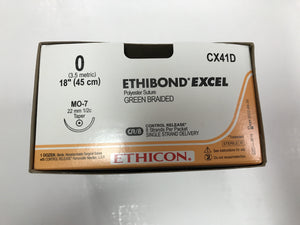 0
(3.5 metric)
18" (45 cm)
MO-7
22 mm 1/2c
Taper
CX41D
ETHIBOND* EXCEL
Polyester Suture
GREEN BRAIDED
CR/8
CONTROL RELEASE*
Strands Per Packet
SINGLE STRAND DELIVERY
ETHICON